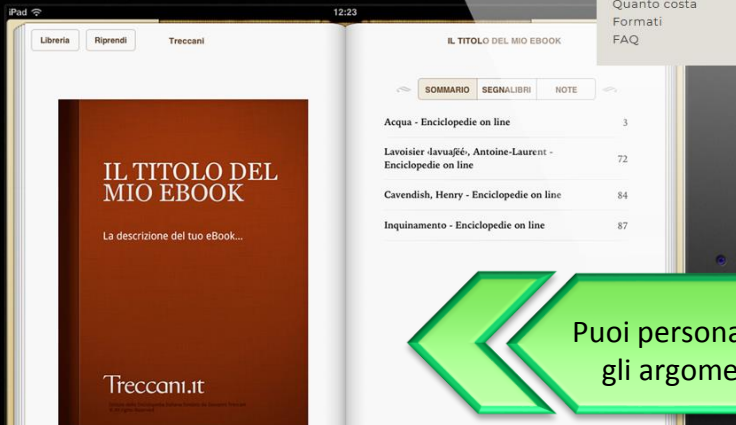 iPad
12:23
Quanto costa
Formati
FAQ
Libreria
Riprendi
Treccani
IL TITOLO DEL MIO EBOOK
SOMMARIO
SEGNALIBRI
NOTE
Acqua - Enciclopedie on line 3
Lavoisier ‹lavuaʃi̯é›, Antoine-Laurent -
Enciclopedie on line 72
Cavendish, Henry - Enciclopedie on line 84
Inquinamento - Enciclopedie on line 87
IL TITOLO DEL
MIO EBOOK
La descrizione del tuo eBook...
Treccani.it
Puoi persona
gli argome